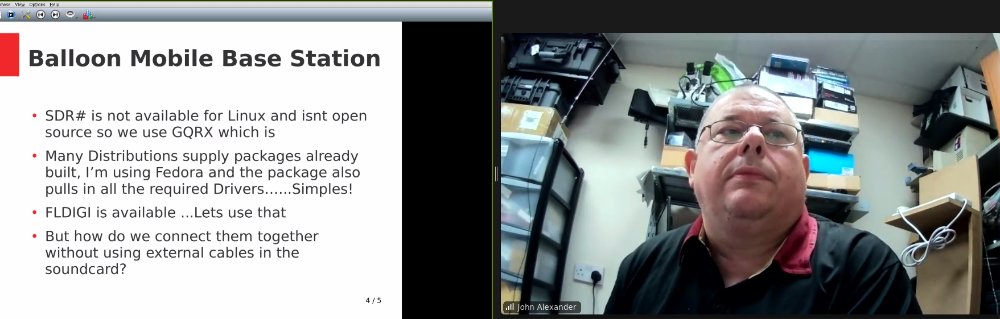 View Options Help
Balloon Mobile Base Station
• SDR# is not available for Linux and isnt open
source so we use GQRX which is
• Many Distributions supply packages already
built, I’m using Fedora and the package also
pulls in all the required Drivers......Simples!
• FLDIGI is available ...Lets use that
• But how do we connect them together
without using external cables in the
soundcard?
4 / 5
John Alexander